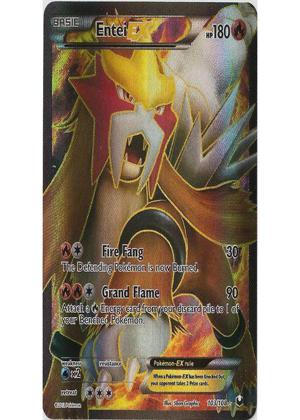 BASIC
Entei EX HP180
Fire Fang 30
The Defending Pokémon is now Burned.
Grand Flame 90
Attach a Energy card from your discard pile to 1 of
your Benched Pokémon.
weakness resistance
×2
retreat
Pokémon-EX rule
When a Pokémon-EX has been Knocked Out, your
opponent takes 2 Prize cards.